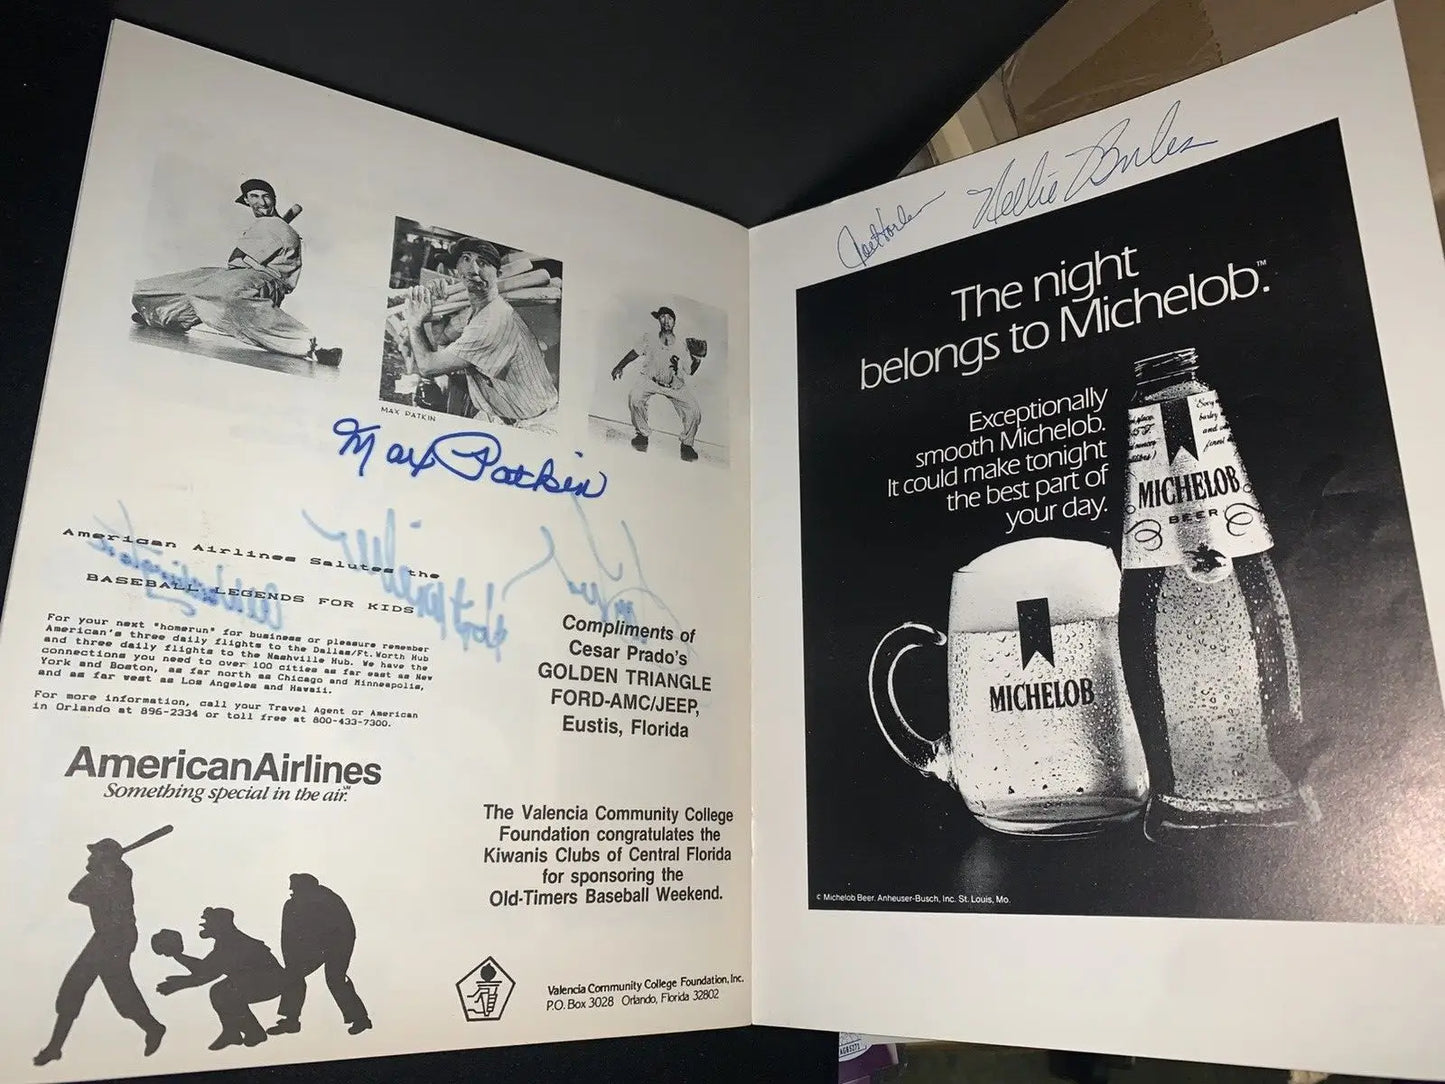 MAX PATKIN
Max Patkin
American Airlines Salutes the
BASEBALL LEGENDS FOR KIDS
For your next "homerun" for business or pleasure remember
American's three daily flights to the Dallas/Ft. Worth Hub
and three daily flights to the Nashville Hub. We have the
connections you need to over 100 cities as far east as New
York and Boston, as far north as Chicago and Minneapolis,
and as far west as Los Angeles and Hawaii.
For more information, call your Travel Agent or American
in Orlando at 896-2334 or toll free at 800-433-7300.
AmericanAirlines
Something special in the air.℠
Compliments of
Cesar Prado's
GOLDEN TRIANGLE
FORD-AMC/JEEP,
Eustis, Florida
The Valencia Community College
Foundation congratulates the
Kiwanis Clubs of Central Florida
for sponsoring the
Old-Timers Baseball Weekend.
Valencia Community College Foundation, Inc.
P.O. Box 3028 Orlando, Florida 32802
Joe Horlen
Nellie Briles
The night
belongs to Michelob.™
Exceptionally
smooth Michelob.
It could make tonight
the best part of
your day.
MICHELOB
BEER
MICHELOB
c Michelob Beer. Anheuser-Busch, Inc. St. Louis, Mo.